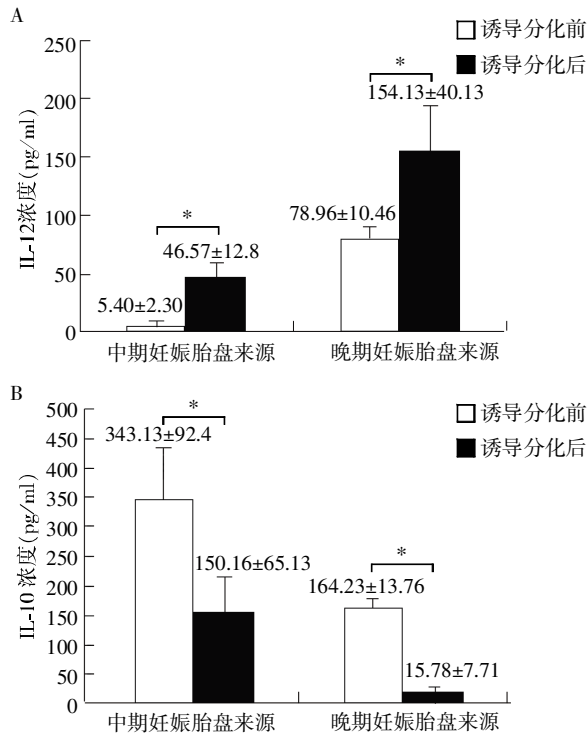 A
诱导分化前
诱导分化后
IL-12浓度(pg/ml)
250
200
150
100
50
0
*
5.40±2.30
46.57±12.8
*
78.96±10.46
154.13±40.13
中期妊娠胎盘来源
晚期妊娠胎盘来源
B
诱导分化前
诱导分化后
IL-10 浓度(pg/ml)
500
450
400
350
300
250
200
150
100
50
0
*
343.13±92.4
150.16±65.13
*
164.23±13.76
15.78±7.71
中期妊娠胎盘来源
晚期妊娠胎盘来源